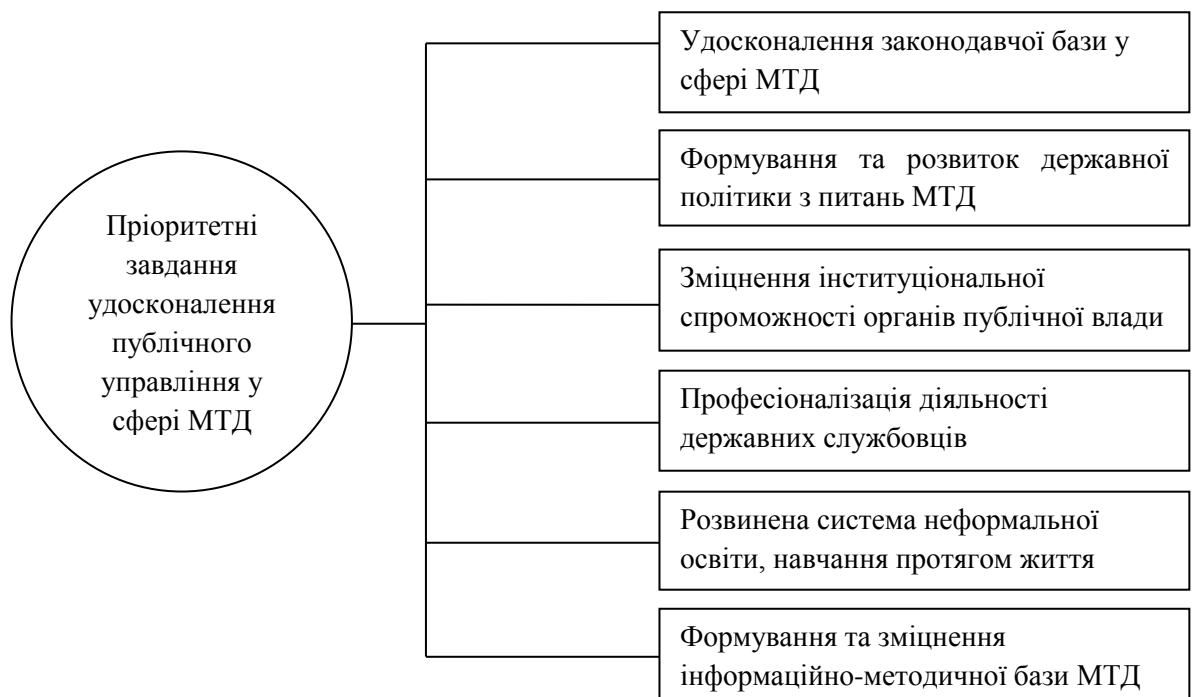 Пріоритетні
завдання
удосконалення
публічного
управління у
сфері МТД
Удосконалення законодавчої бази у
сфері МТД
Формування та розвиток державної
політики з питань МТД
Зміцнення інституціональної
спроможності органів публічної влади
Професіоналізація діяльності
державних службовців
Розвинена система неформальної
освіти, навчання протягом життя
Формування та зміцнення
інформаційно-методичної бази МТД